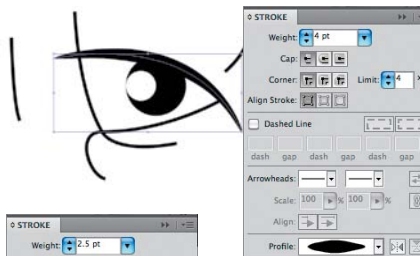 STROKE
Weight: 4 pt
Cap:
Corner: Limit: 4
Align Stroke:
Dashed Line
dash gap dash gap dash gap
Arrowheads:
Scale: 100 % 100 %
Align:
Profile:
STROKE
Weight: 2.5 pt